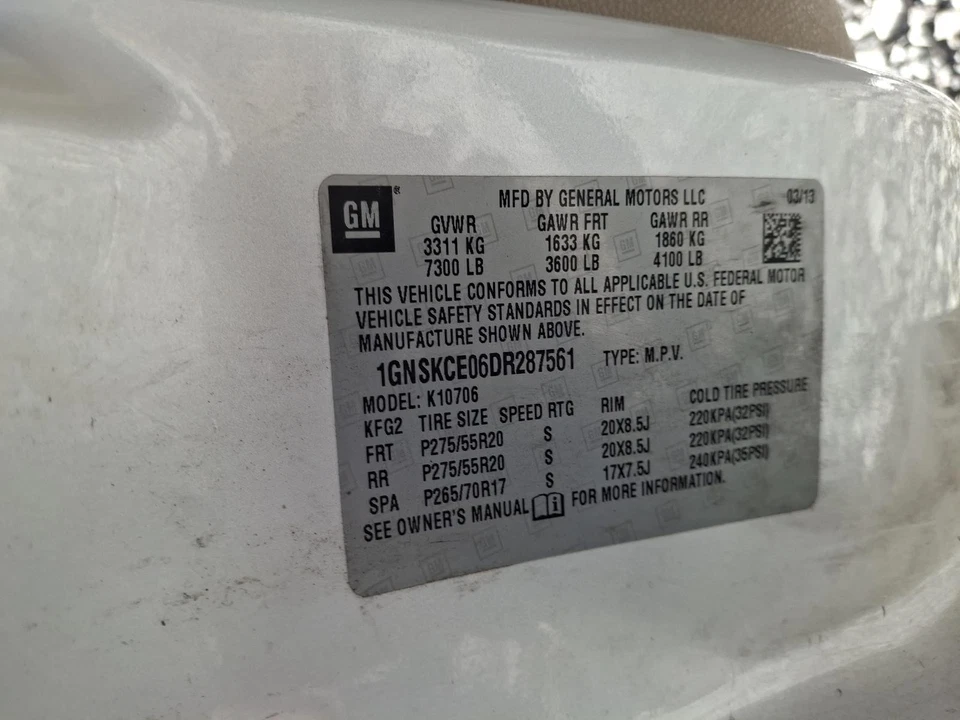 GM®
MFD BY GENERAL MOTORS LLC 03/13
GVWR GAWR FRT GAWR RR
3311 KG 1633 KG 1860 KG
7300 LB 3600 LB 4100 LB
THIS VEHICLE CONFORMS TO ALL APPLICABLE U.S. FEDERAL MOTOR
VEHICLE SAFETY STANDARDS IN EFFECT ON THE DATE OF
MANUFACTURE SHOWN ABOVE.
1GNSKCE06DR287561 TYPE: M.P.V.
MODEL: K10706
KFG2 TIRE SIZE SPEED RTG RIM COLD TIRE PRESSURE
FRT P275/55R20 S 20X8.5J 220KPA(32PSI)
RR P275/55R20 S 20X8.5J 220KPA(32PSI)
SPA P265/70R17 S 17X7.5J 240KPA(35PSI)
SEE OWNER'S MANUAL i FOR MORE INFORMATION.